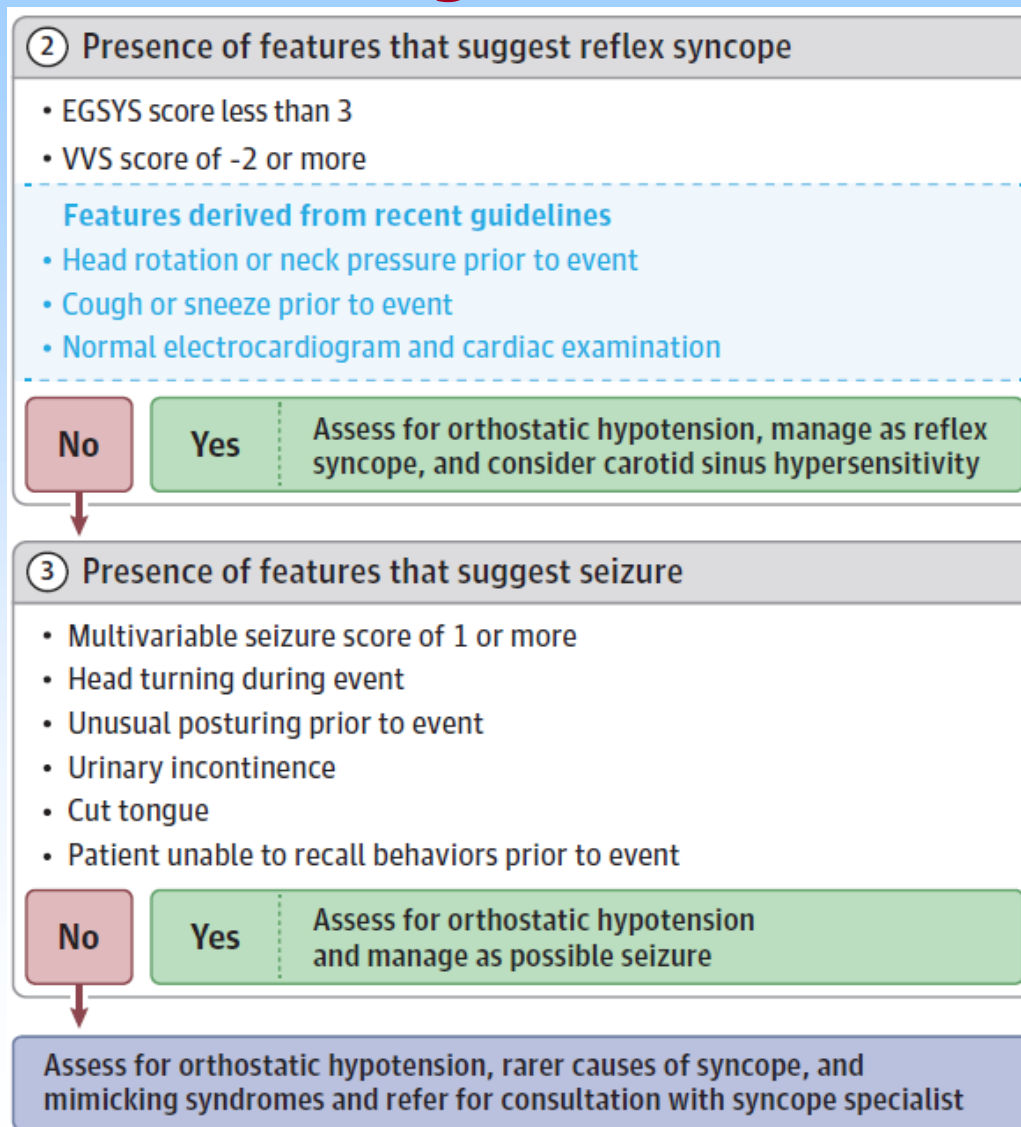 ② Presence of features that suggest reflex syncope
• EGSYS score less than 3
• VVS score of -2 or more
Features derived from recent guidelines
• Head rotation or neck pressure prior to event
• Cough or sneeze prior to event
• Normal electrocardiogram and cardiac examination
No
Yes
Assess for orthostatic hypotension, manage as reflex
syncope, and consider carotid sinus hypersensitivity
③ Presence of features that suggest seizure
• Multivariable seizure score of 1 or more
• Head turning during event
• Unusual posturing prior to event
• Urinary incontinence
• Cut tongue
• Patient unable to recall behaviors prior to event
No
Yes
Assess for orthostatic hypotension
and manage as possible seizure
Assess for orthostatic hypotension, rarer causes of syncope, and
mimicking syndromes and refer for consultation with syncope specialist